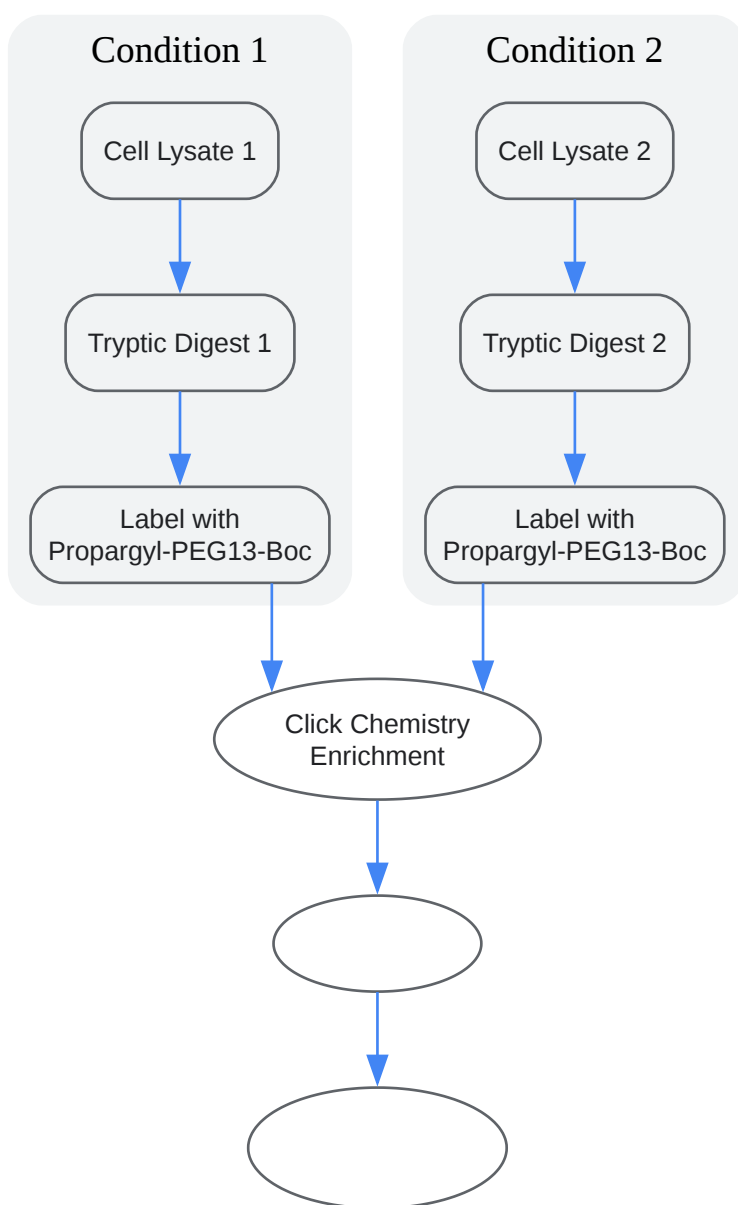 Condition 1
Condition 2
Cell Lysate 1
Cell Lysate 2
Tryptic Digest 1
Tryptic Digest 2
Label with
Propargyl-PEG13-Boc
Label with
Propargyl-PEG13-Boc
Click Chemistry
Enrichment